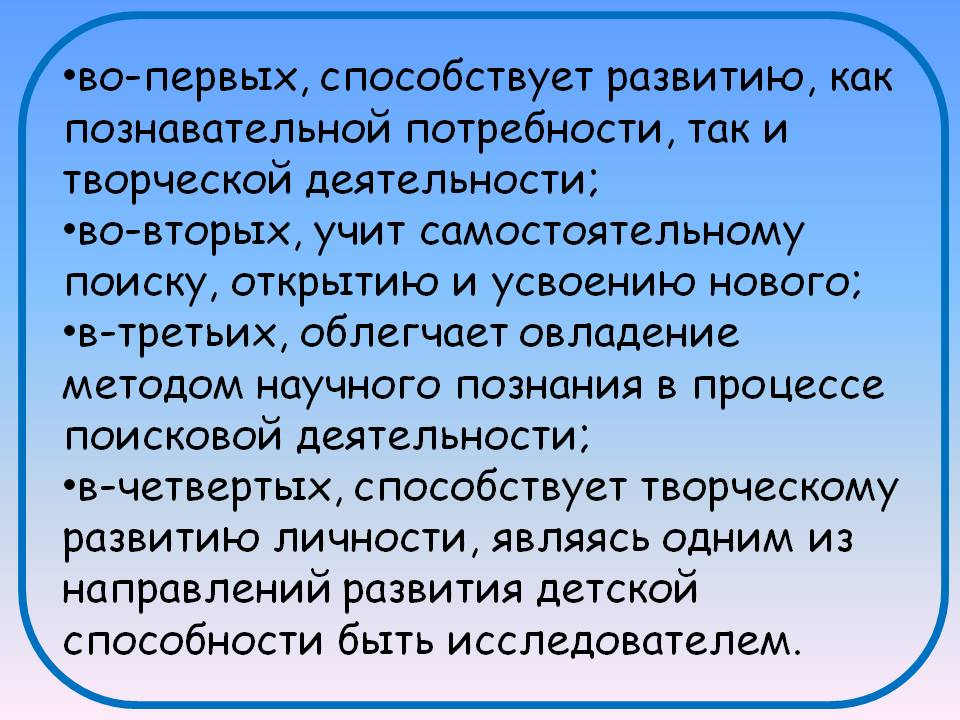 •во-первых, способствует развитию, как
познавательной потребности, так и
творческой деятельности;
•во-вторых, учит самостоятельному
поиску, открытию и усвоению нового;
•в-третьих, облегчает овладение
методом научного познания в процессе
поисковой деятельности;
•в-четвертых, способствует творческому
развитию личности, являясь одним из
направлений развития детской
способности быть исследователем.